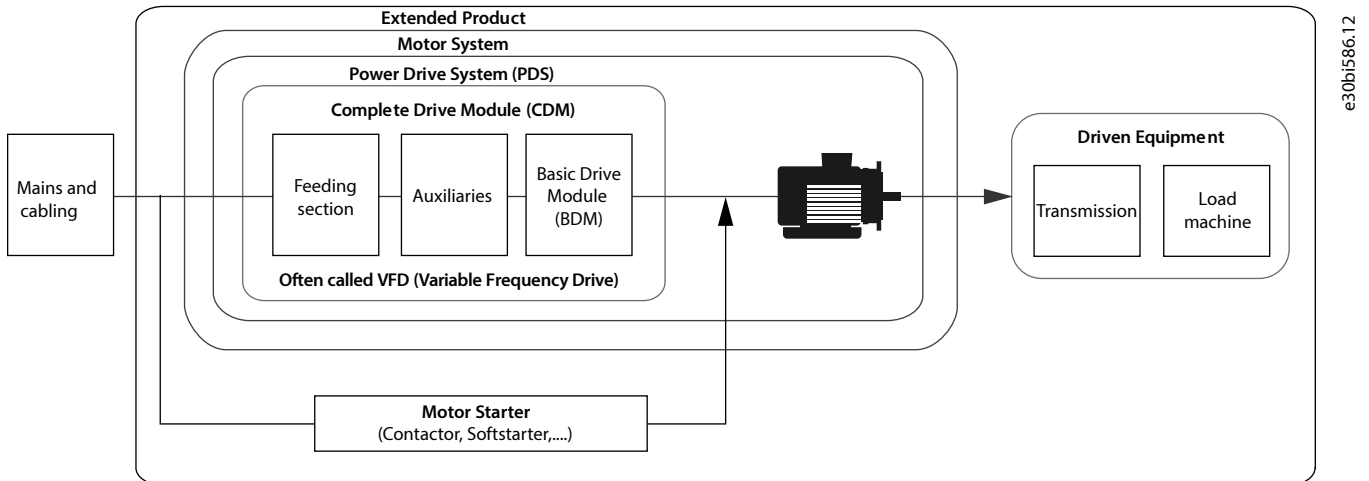 Extended Product
Motor System
Power Drive System (PDS)
Complete Drive Module (CDM)
Mains and
cabling
Feeding
section
Auxiliaries
Basic Drive
Module
(BDM)
Often called VFD (Variable Frequency Drive)
Driven Equipment
Transmission
Load
machine
Motor Starter
(Contactor, Softstarter,....)
e30bi586.12